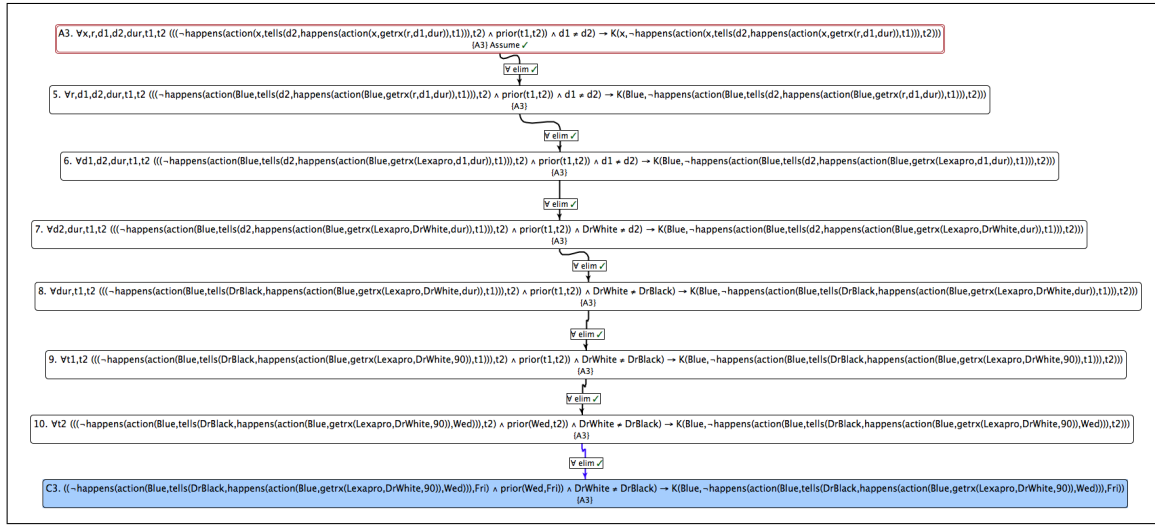 A3. ∀x,r,d1,d2,dur,t1,t2 (((¬happens(action(x,tells(d2,happens(action(x,getrx(r,d1,dur)),t1))),t2) ∧ prior(t1,t2)) ∧ d1 ≠ d2) → K(x,¬happens(action(x,tells(d2,happens(action(x,getrx(r,d1,dur)),t1))),t2)))
{A3} Assume ✓
∀ elim ✓
5. ∀r,d1,d2,dur,t1,t2 (((¬happens(action(Blue,tells(d2,happens(action(Blue,getrx(r,d1,dur)),t1))),t2) ∧ prior(t1,t2)) ∧ d1 ≠ d2) → K(Blue,¬happens(action(Blue,tells(d2,happens(action(Blue,getrx(r,d1,dur)),t1))),t2)))
{A3}
∀ elim ✓
6. ∀d1,d2,dur,t1,t2 (((¬happens(action(Blue,tells(d2,happens(action(Blue,getrx(Lexapro,d1,dur)),t1))),t2) ∧ prior(t1,t2)) ∧ d1 ≠ d2) → K(Blue,¬happens(action(Blue,tells(d2,happens(action(Blue,getrx(Lexapro,d1,dur)),t1))),t2)))
{A3}
∀ elim ✓
7. ∀d2,dur,t1,t2 (((¬happens(action(Blue,tells(d2,happens(action(Blue,getrx(Lexapro,DrWhite,dur)),t1))),t2) ∧ prior(t1,t2)) ∧ DrWhite ≠ d2) → K(Blue,¬happens(action(Blue,tells(d2,happens(action(Blue,getrx(Lexapro,DrWhite,dur)),t1))),t2)))
{A3}
∀ elim ✓
8. ∀dur,t1,t2 (((¬happens(action(Blue,tells(DrBlack,happens(action(Blue,getrx(Lexapro,DrWhite,dur)),t1))),t2) ∧ prior(t1,t2)) ∧ DrWhite ≠ DrBlack) → K(Blue,¬happens(action(Blue,tells(DrBlack,happens(action(Blue,getrx(Lexapro,DrWhite,dur)),t1))),t2)))
{A3}
∀ elim ✓
9. ∀t1,t2 (((¬happens(action(Blue,tells(DrBlack,happens(action(Blue,getrx(Lexapro,DrWhite,90)),t1))),t2) ∧ prior(t1,t2)) ∧ DrWhite ≠ DrBlack) → K(Blue,¬happens(action(Blue,tells(DrBlack,happens(action(Blue,getrx(Lexapro,DrWhite,90)),t1))),t2)))
{A3}
∀ elim ✓
10. ∀t2 (((¬happens(action(Blue,tells(DrBlack,happens(action(Blue,getrx(Lexapro,DrWhite,90)),Wed))),t2) ∧ prior(Wed,t2)) ∧ DrWhite ≠ DrBlack) → K(Blue,¬happens(action(Blue,tells(DrBlack,happens(action(Blue,getrx(Lexapro,DrWhite,90)),Wed))),t2)))
{A3}
∀ elim ✓
C3. ((¬happens(action(Blue,tells(DrBlack,happens(action(Blue,getrx(Lexapro,DrWhite,90)),Wed))),Fri) ∧ prior(Wed,Fri)) ∧ DrWhite ≠ DrBlack) → K(Blue,¬happens(action(Blue,tells(DrBlack,happens(action(Blue,getrx(Lexapro,DrWhite,90)),Wed))),Fri))
{A3}